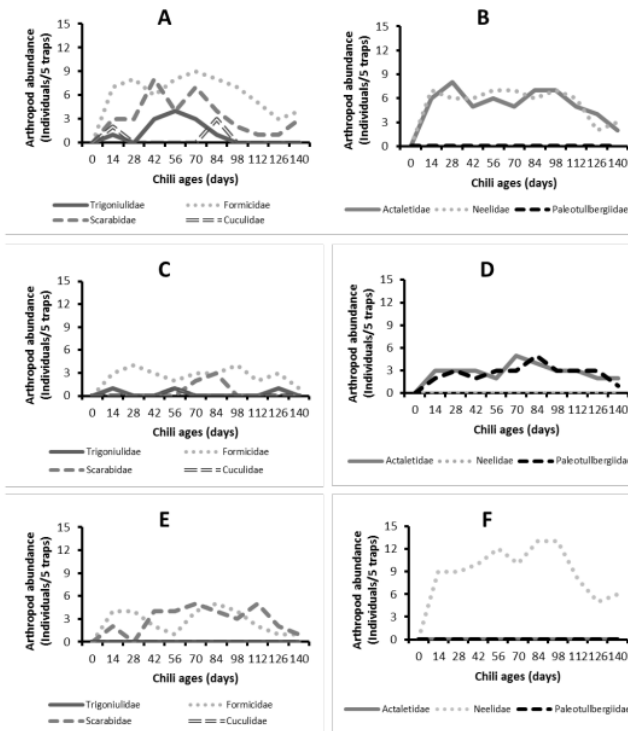 A
Arthropod abundance
(Individuals/5 traps)
15
12
9
6
3
0
0 14 28 42 56 70 84 98 112 126 140
Chili ages (days)
Trigoniulidae Formicidae
Scarabidae Cuculidae
B
Arthropod abundance
(Individuals/5 traps)
15
12
9
6
3
0
0 14 28 42 56 70 84 98 112 126 140
Chili ages (days)
Actaletidae Neelidae Paleotullbergiidae
C
Arthropod abundance
(Individuals/5 traps)
15
12
9
6
3
0
0 14 28 42 56 70 84 98 112 126 140
Chili ages (days)
Trigoniulidae Formicidae
Scarabidae Cuculidae
D
Arthropod abundance
(Individuals/5 traps)
15
12
9
6
3
0
0 14 28 42 56 70 84 98 112 126 140
Chili ages (days)
Actaletidae Neelidae Paleotullbergiidae
E
Arthropod abundance
(Individuals/5 traps)
15
12
9
6
3
0
0 14 28 42 56 70 84 98 112 126 140
Chili ages (days)
Trigoniulidae Formicidae
Scarabidae Cuculidae
F
Arthropod abundance
(Individuals/5 traps)
15
12
9
6
3
0
0 14 28 42 56 70 84 98 112 126 140
Chili ages (days)
Actaletidae Neelidae Paleotullbergiidae